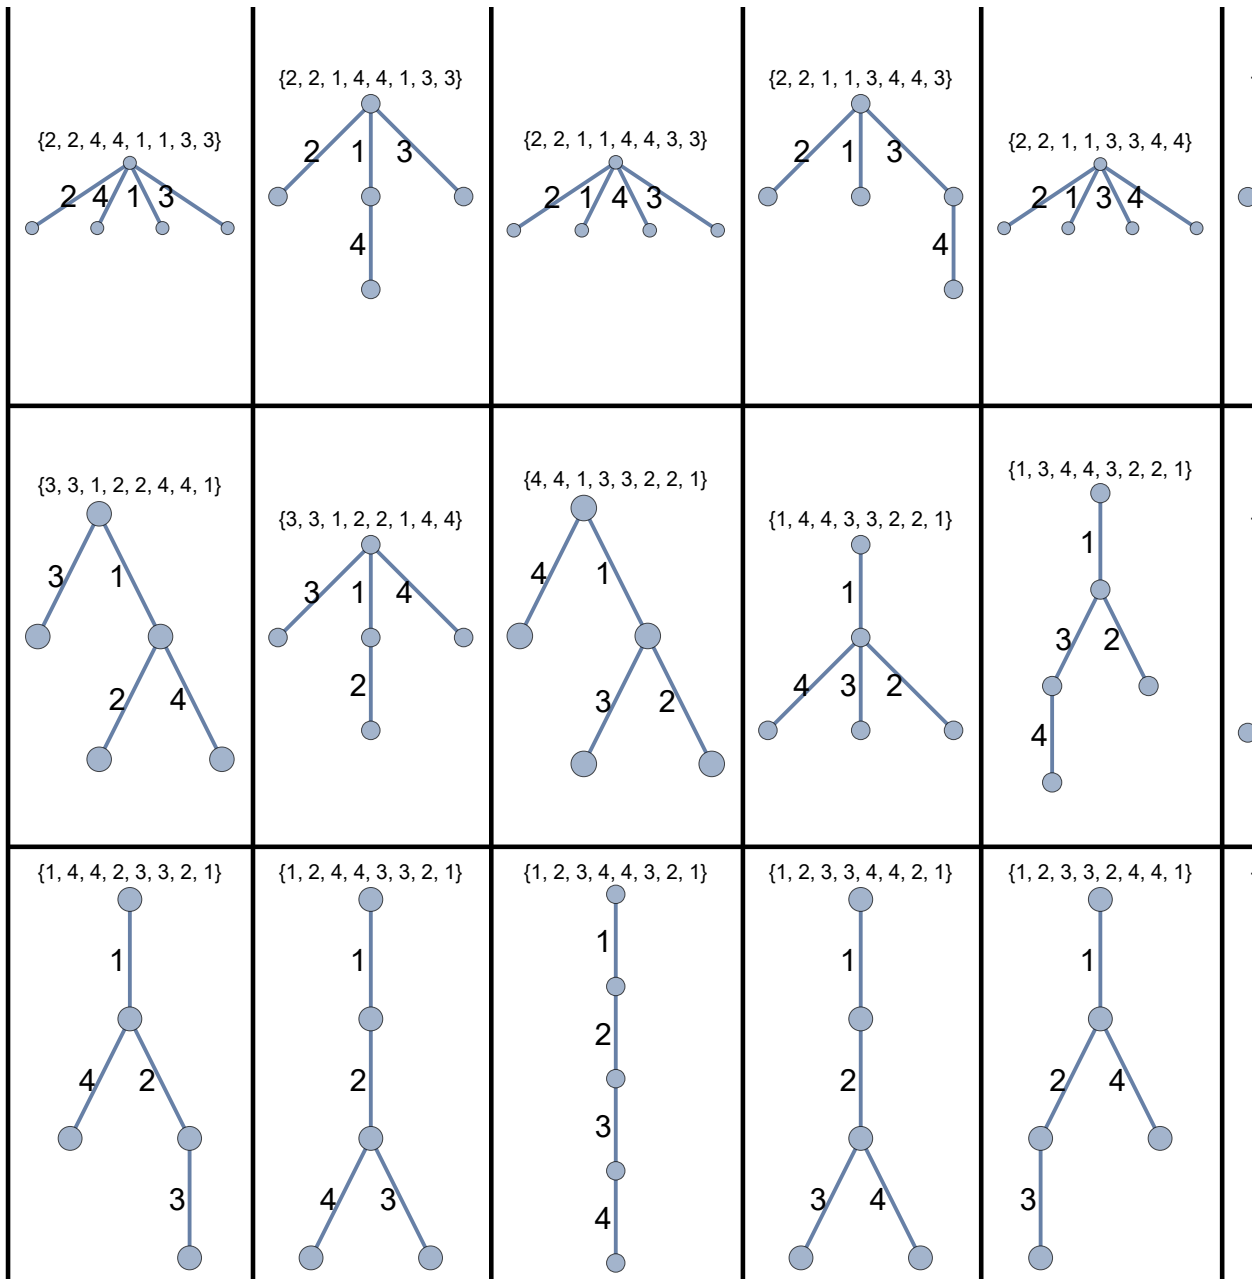 {2, 2, 4, 4, 1, 1, 3, 3}
2 4 1 3
{2, 2, 1, 4, 4, 1, 3, 3}
2 1 3
4
{2, 2, 1, 1, 4, 4, 3, 3}
2 1 4 3
{2, 2, 1, 1, 3, 4, 4, 3}
2 1 3
4
{2, 2, 1, 1, 3, 3, 4, 4}
2 1 3 4
{3, 3, 1, 2, 2, 4, 4, 1}
3 1
2 4
{3, 3, 1, 2, 2, 1, 4, 4}
3 1 4
2
{4, 4, 1, 3, 3, 2, 2, 1}
4 1
3 2
{1, 4, 4, 3, 3, 2, 2, 1}
1
4 3 2
{1, 3, 4, 4, 3, 2, 2, 1}
1
3 2
4
{1, 4, 4, 2, 3, 3, 2, 1}
1
4 2
3
{1, 2, 4, 4, 3, 3, 2, 1}
1
2
4 3
{1, 2, 3, 4, 4, 3, 2, 1}
1
2
3
4
{1, 2, 3, 3, 4, 4, 2, 1}
1
2
3 4
{1, 2, 3, 3, 2, 4, 4, 1}
1
2 4
3